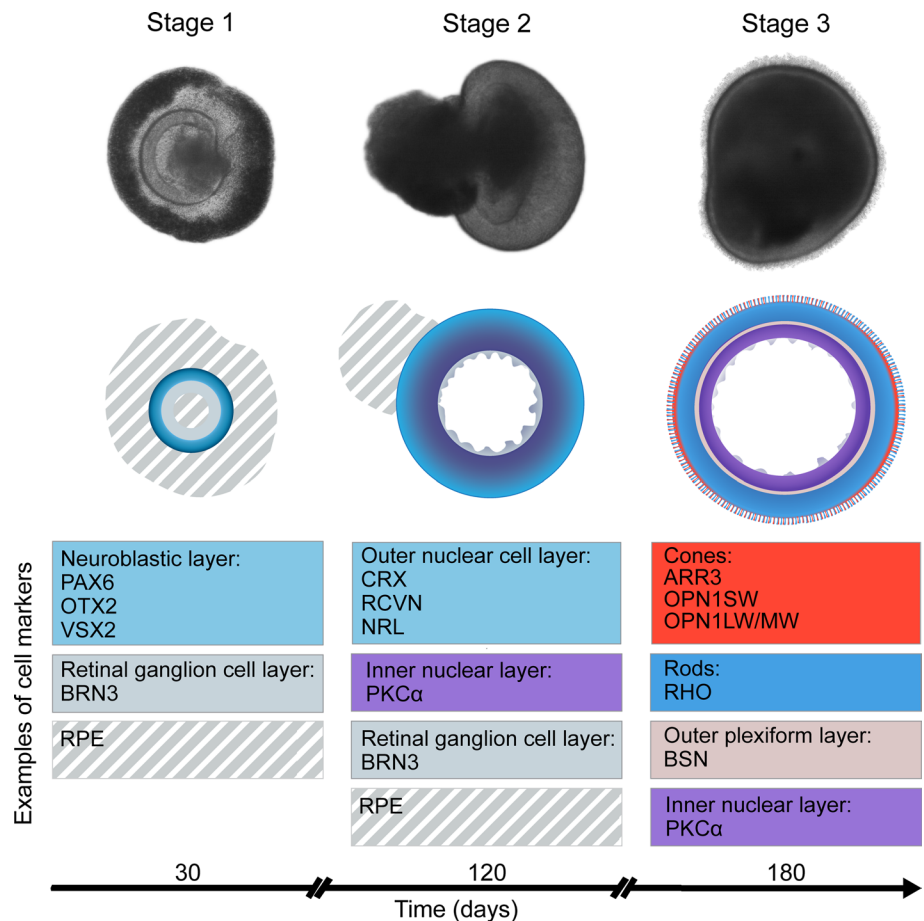 Stage 1
Stage 2
Stage 3
Examples of cell markers
Neuroblastic layer:
PAX6
OTX2
VSX2
Retinal ganglion cell layer:
BRN3
RPE
Outer nuclear cell layer:
CRX
RCVN
NRL
Inner nuclear layer:
PKCα
Retinal ganglion cell layer:
BRN3
RPE
Cones:
ARR3
OPN1SW
OPN1LW/MW
Rods:
RHO
Outer plexiform layer:
BSN
Inner nuclear layer:
PKCα
30
120
180
Time (days)